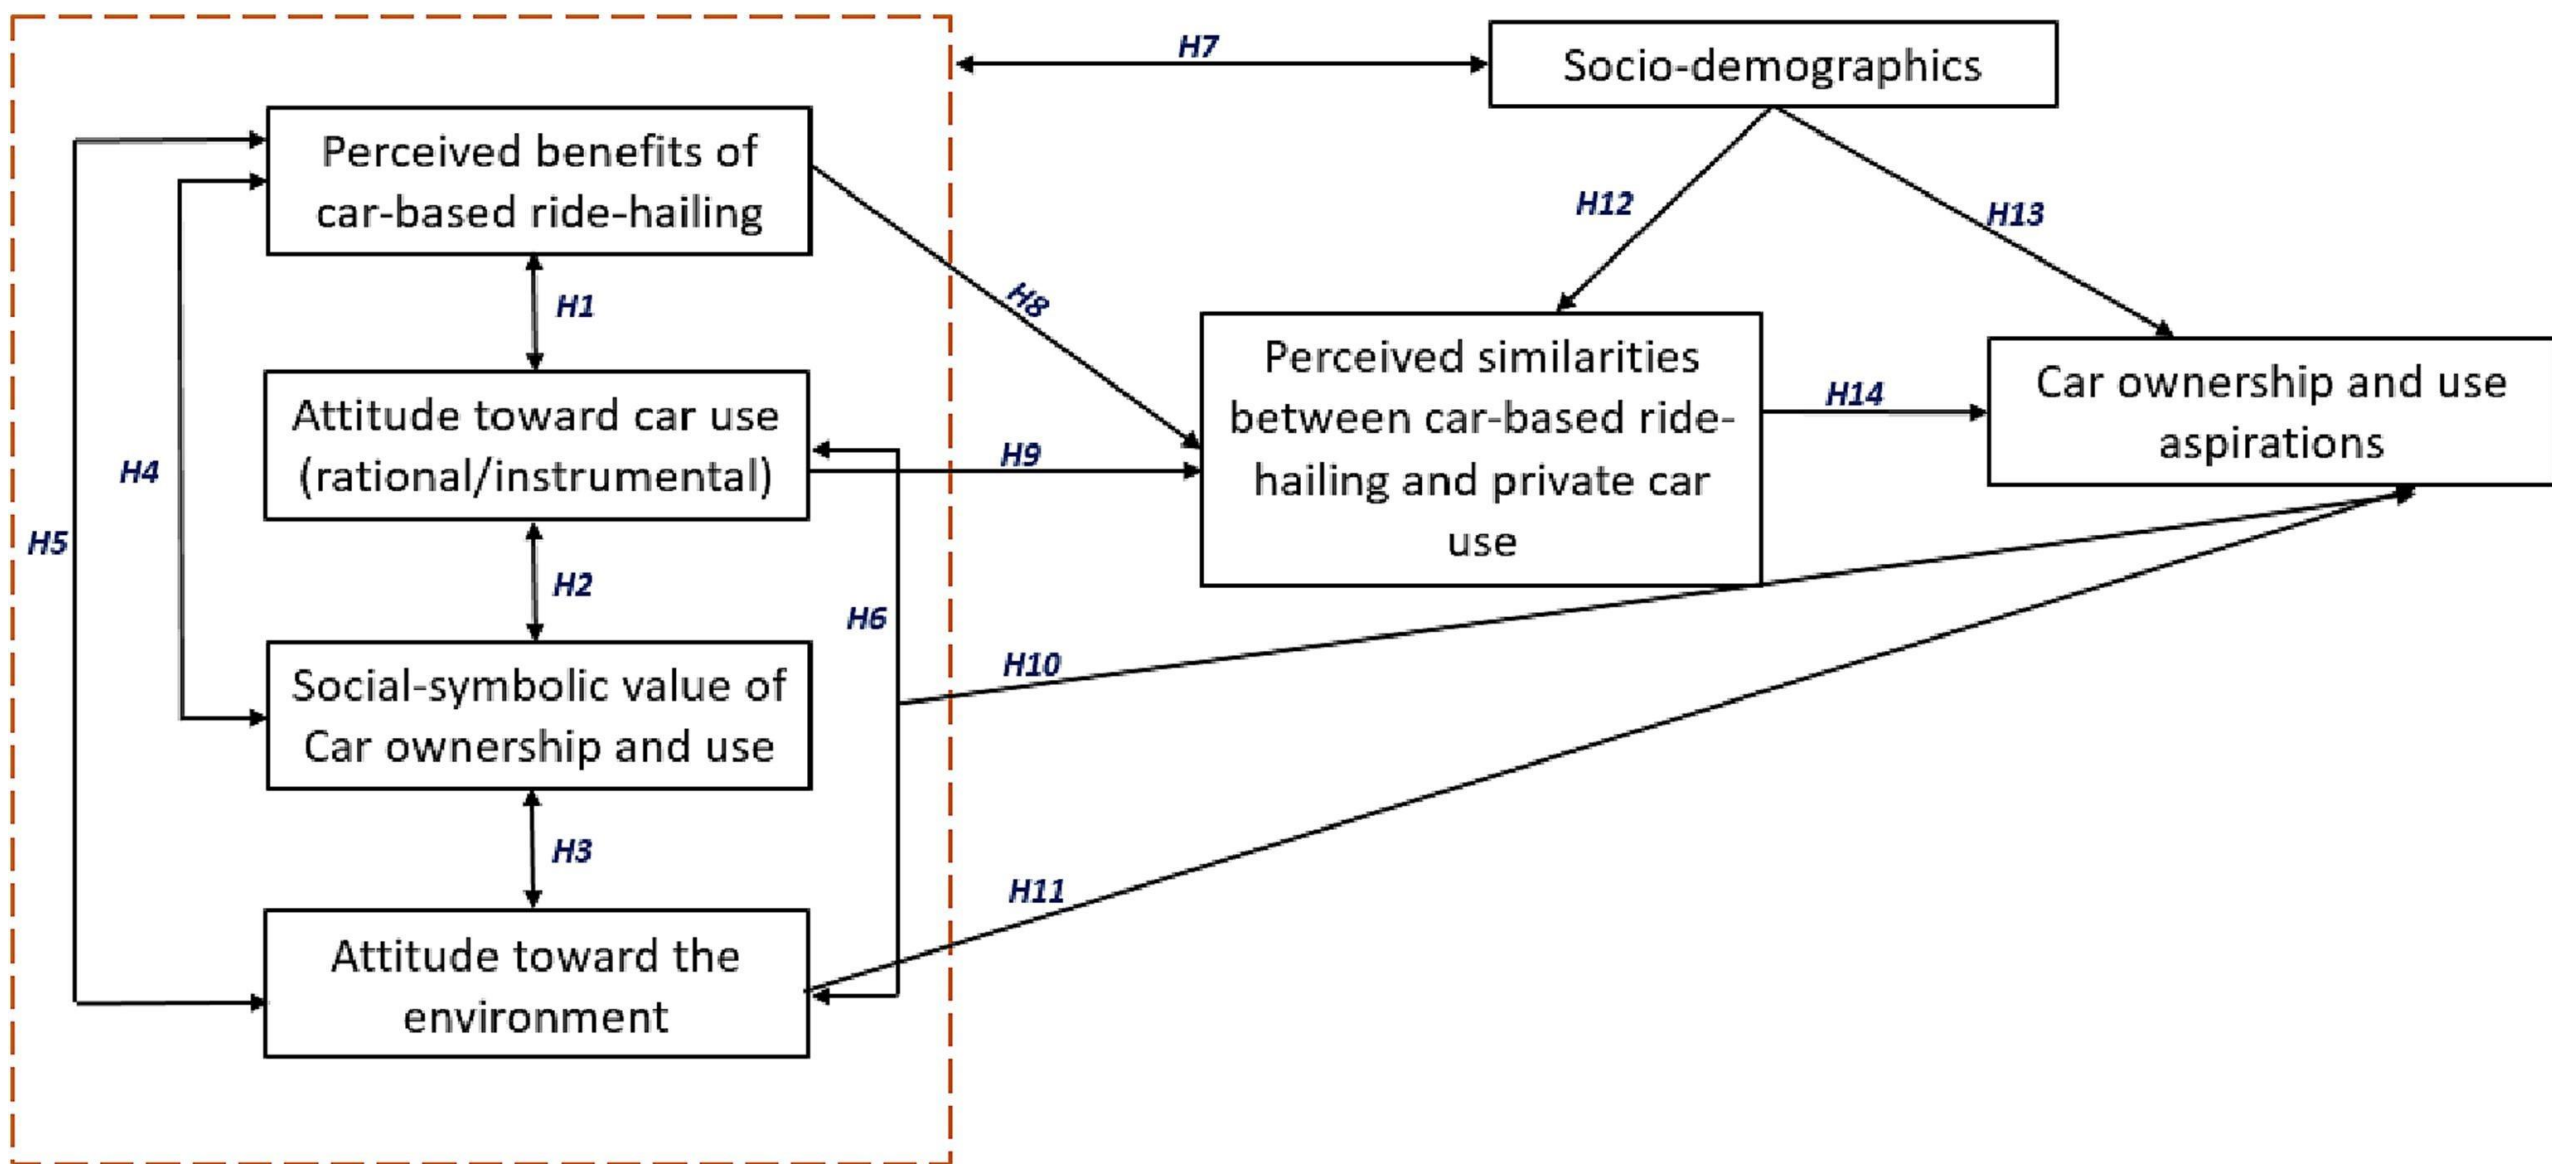 H7
Socio-demographics
Perceived benefits of
car-based ride-hailing
H12
H13
H8
H1
Perceived similarities
between car-based ride-
hailing and private car
use
H14
Car ownership and use
aspirations
Attitude toward car use
(rational/instrumental)
H9
H4
H5
H2
H6
H10
Social-symbolic value of
Car ownership and use
H3
H11
Attitude toward the
environment